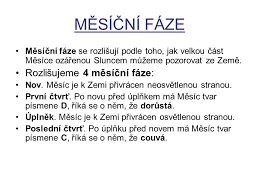 MĚSÍČNÍ FÁZE
• Měsíční fáze se rozlišují podle toho, jak velkou část
Měsíce ozářenou Sluncem můžeme pozorovat ze Země.
• Rozlišujeme 4 měsíční fáze:
• Nov. Měsíc je k Zemi přivrácen neosvětlenou stranou.
• První čtvrť. Po novu před úplňkem má Měsíc tvar
písmene D, říká se o něm, že dorůstá.
• Úplněk. Měsíc je k Zemi přivrácen osvětlenou stranou.
• Poslední čtvrť. Po úplňku před novem má Měsíc tvar
písmene C, říká se o něm, že couvá.